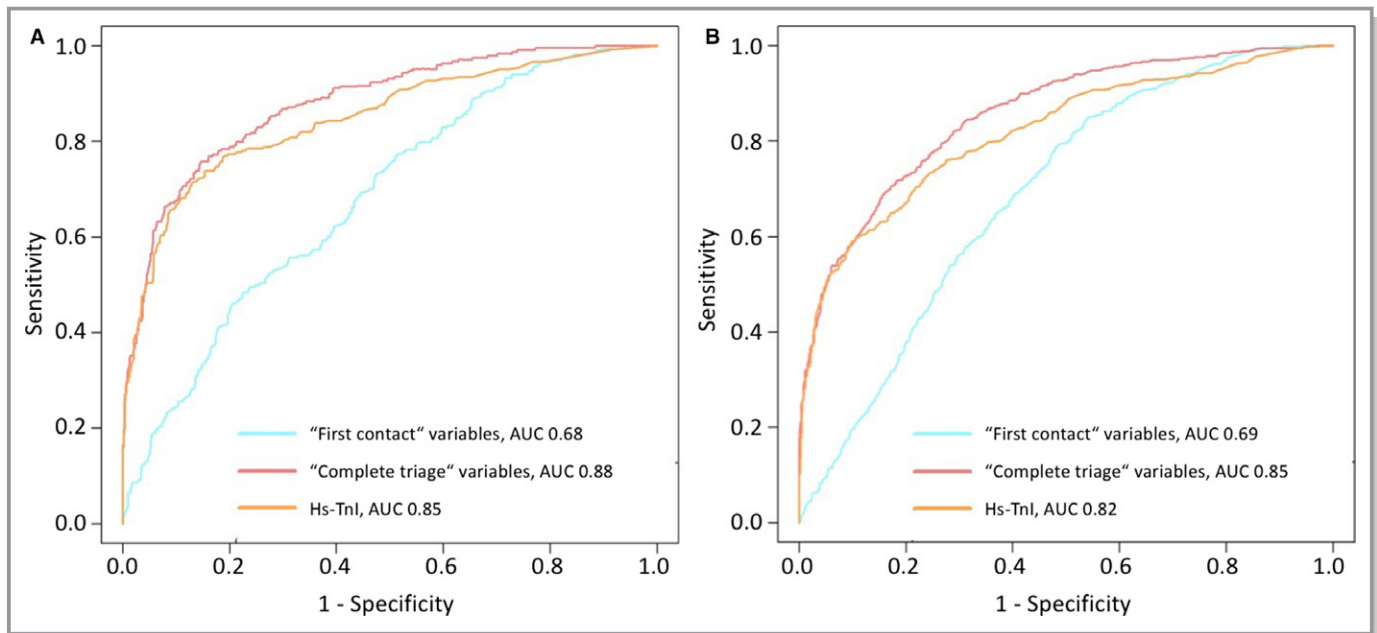 A
1.0
0.8
0.6
0.4
0.2
0.0
Sensitivity
“First contact“ variables, AUC 0.68
“Complete triage“ variables, AUC 0.88
Hs-TnI, AUC 0.85
0.0 0.2 0.4 0.6 0.8 1.0
1 - Specificity
B
1.0
0.8
0.6
0.4
0.2
0.0
Sensitivity
“First contact“ variables, AUC 0.69
“Complete triage“ variables, AUC 0.85
Hs-TnI, AUC 0.82
0.0 0.2 0.4 0.6 0.8 1.0
1 - Specificity